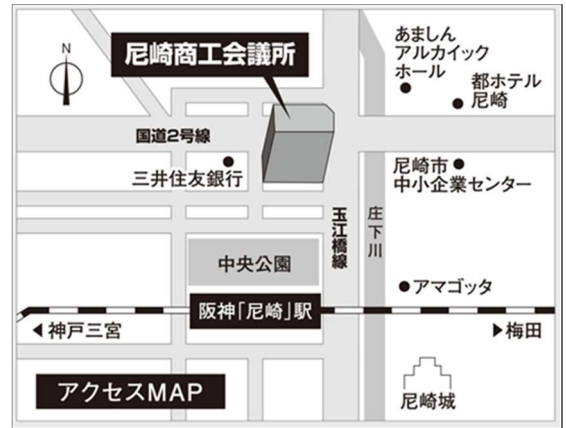 N
尼崎商工会議所
あましん
アルカイック
ホール
都ホテル
尼崎
国道2号線
三井住友銀行
尼崎市
中小企業センター
玉江橋線
庄下川
中央公園
アマゴッタ
阪神「尼崎」駅
神戸三宮
梅田
アクセスMAP
尼崎城